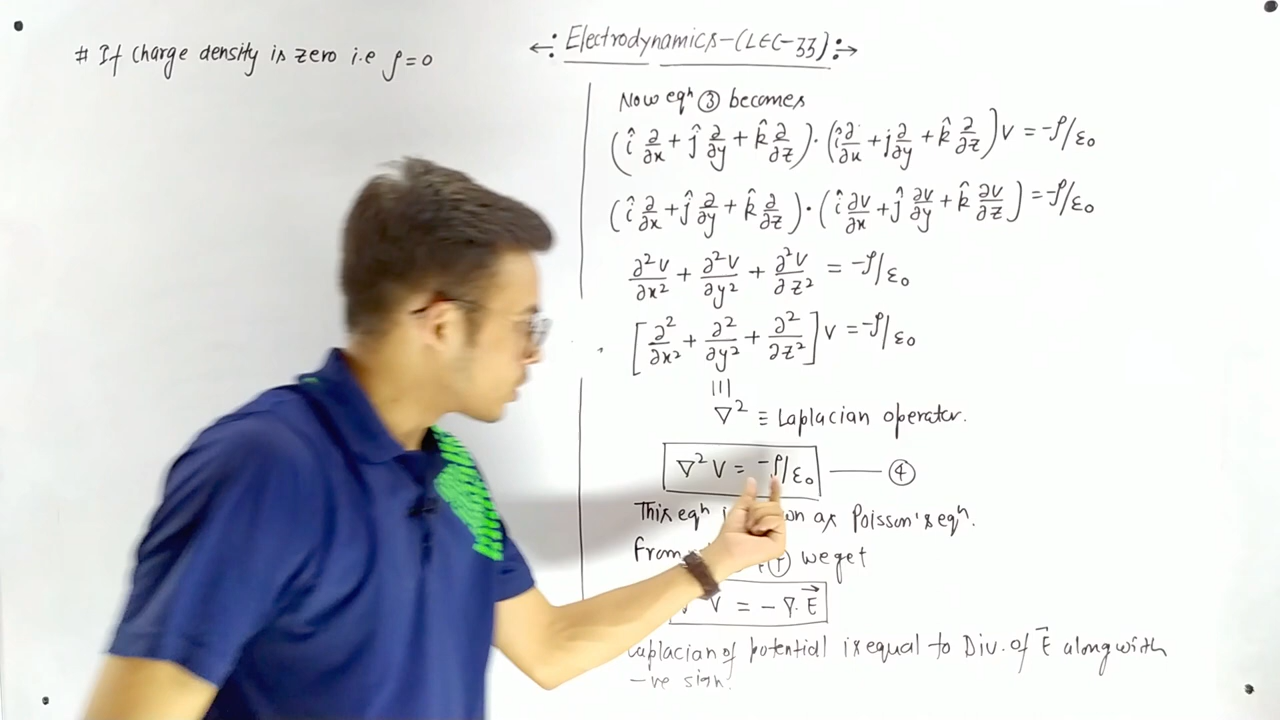 # If charge density is zero i.e ρ=0
←: Electrodynamics-(LEC-33):→
Now eqⁿ ③ becomes
(î ∂/∂x + ĵ ∂/∂y + k̂ ∂/∂z)·(î ∂/∂x + j ∂/∂y + k̂ ∂/∂z)V = -ρ/ε₀
(î ∂/∂x + ĵ ∂/∂y + k̂ ∂/∂z)·(î ∂V/∂x + ĵ ∂V/∂y + k̂ ∂V/∂z) = -ρ/ε₀
∂²V/∂x² + ∂²V/∂y² + ∂²V/∂z² = -ρ/ε₀
[∂²/∂x² + ∂²/∂y² + ∂²/∂z²]V = -ρ/ε₀
|||
∇² ≡ Laplacian operator.
∇²V = -ρ/ε₀ —— ④
This eqⁿ as Poisson's eqⁿ.
From we get
V = -∇·E⃗
Laplacian of potential is equal to Div. of E⃗ along with
-ve sign.